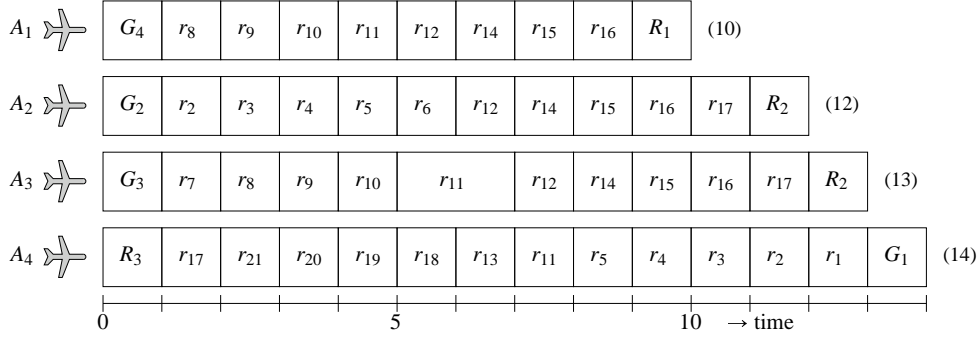 A₁ G₄ r₈ r₉ r₁₀ r₁₁ r₁₂ r₁₄ r₁₅ r₁₆ R₁ (10)
A₂ G₂ r₂ r₃ r₄ r₅ r₆ r₁₂ r₁₄ r₁₅ r₁₆ r₁₇ R₂ (12)
A₃ G₃ r₇ r₈ r₉ r₁₀ r₁₁ r₁₂ r₁₄ r₁₅ r₁₆ r₁₇ R₂ (13)
A₄ R₃ r₁₇ r₂₁ r₂₀ r₁₉ r₁₈ r₁₃ r₁₁ r₅ r₄ r₃ r₂ r₁ G₁ (14)
0 5 10 → time